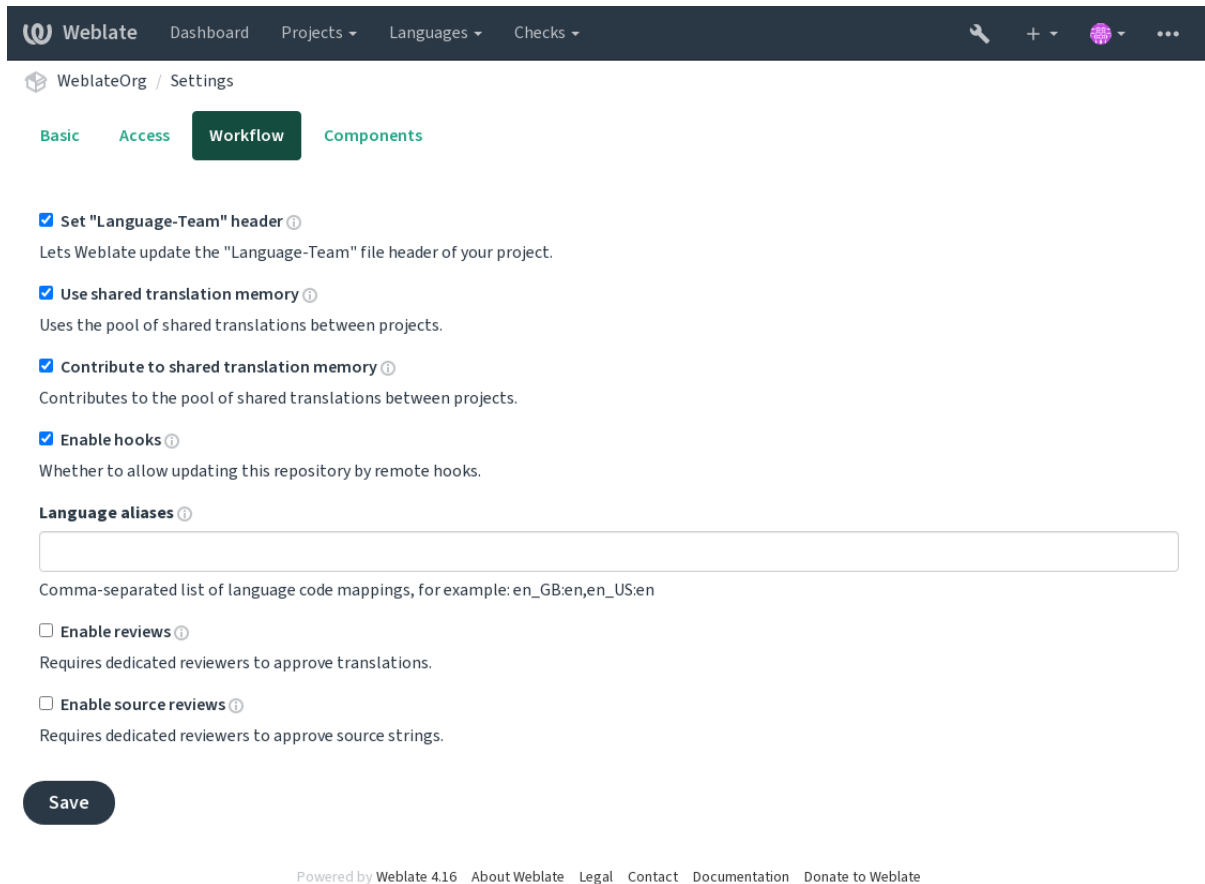 Weblate Dashboard Projects Languages Checks
WeblateOrg / Settings
Basic Access Workflow Components
Set "Language-Team" header
Lets Weblate update the "Language-Team" file header of your project.
Use shared translation memory
Uses the pool of shared translations between projects.
Contribute to shared translation memory
Contributes to the pool of shared translations between projects.
Enable hooks
Whether to allow updating this repository by remote hooks.
Language aliases
Comma-separated list of language code mappings, for example: en_GB:en,en_US:en
Enable reviews
Requires dedicated reviewers to approve translations.
Enable source reviews
Requires dedicated reviewers to approve source strings.
Save
Powered by Weblate 4.16 About Weblate Legal Contact Documentation Donate to Weblate